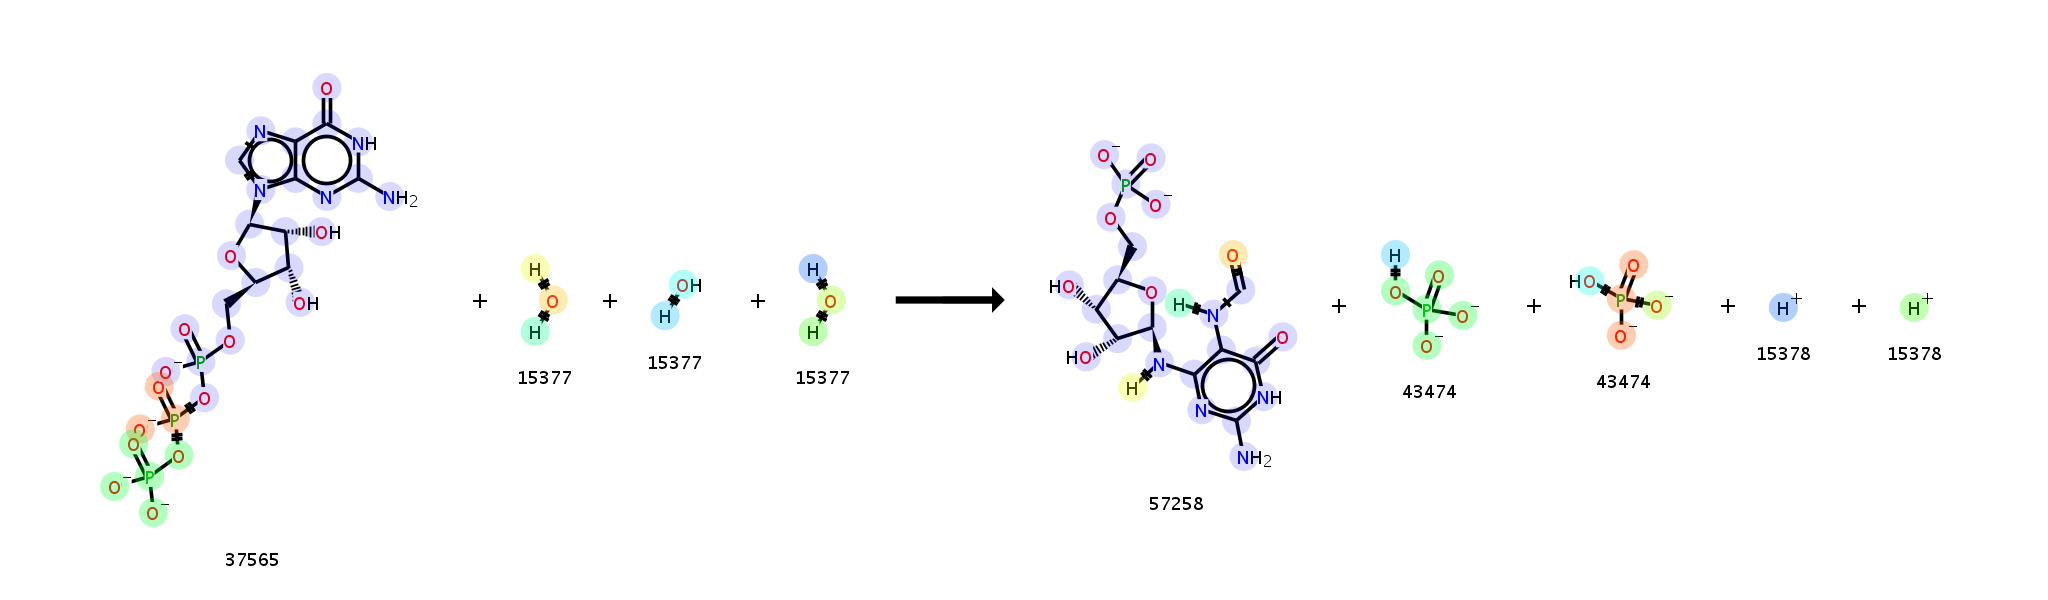 O
N
NH
N
N
NH2
OH
O
OH
O
O
P
O−
O
O
P
O−
O
O
P
O−
O−
37565
+
H
O
H
15377
+
OH
H
15377
+
H
O
H
15377
O−
O
P
O−
O
O
HO
O
H
N
O
HO
N
H
N
NH
NH2
57258
+
H
O
O
P
O−
O−
43474
+
HO
O
P
O−
O−
43474
+
H+
15378
+
H+
15378